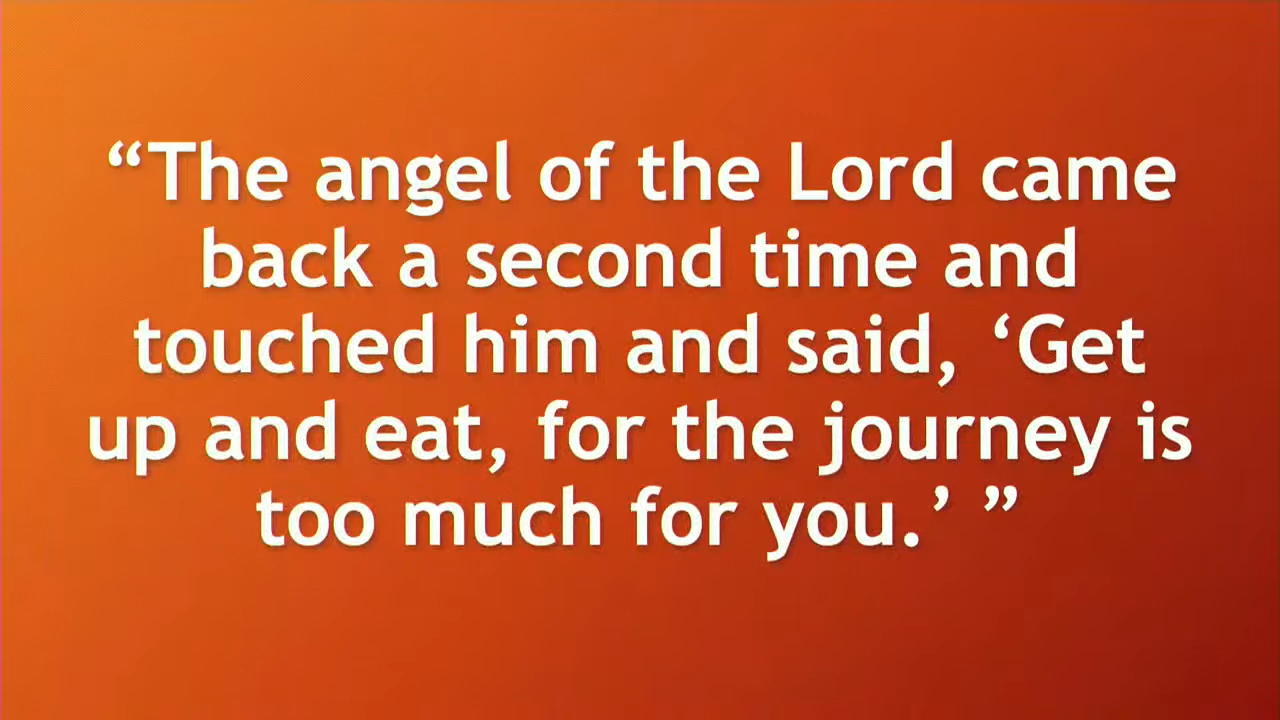 “The angel of the Lord came
back a second time and
touched him and said, ‘Get
up and eat, for the journey is
too much for you.’ ”